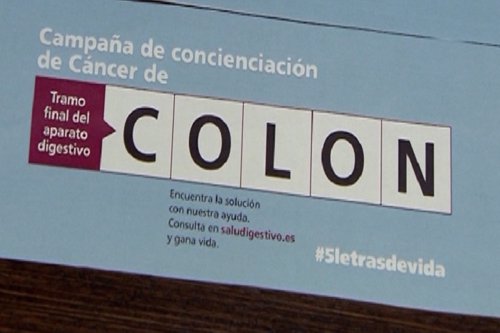 Campaña de concienciación
de Cáncer de
Tramo
final del
aparato
digestivo
COLON
Encuentra la solución
con nuestra ayuda.
Consulta en saludigestivo.es
y gana vida.
#5letrasdevida